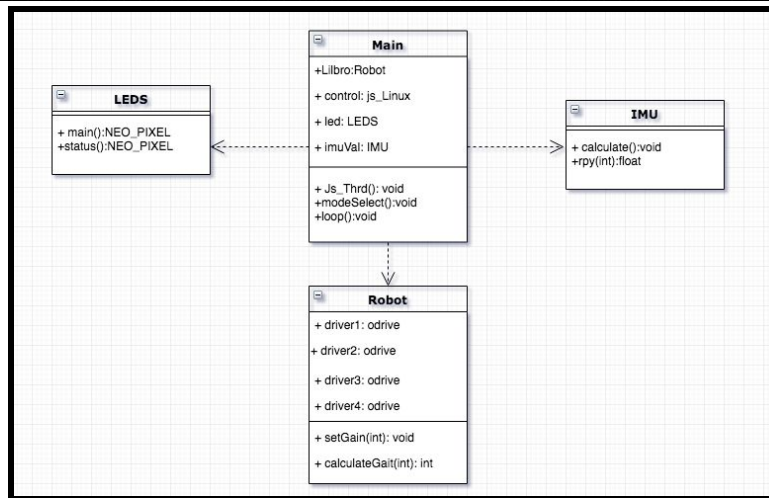 Main
+Lilbro:Robot
+ control: js_Linux
+ led: LEDS
+ imuVal: IMU
+ Js_Thrd(): void
+modeSelect():void
+loop():void
LEDS
+ main():NEO_PIXEL
+status():NEO_PIXEL
IMU
+ calculate():void
+rpy(int):float
Robot
+ driver1: odrive
+ driver2: odrive
+ driver3: odrive
+ driver4: odrive
+ setGain(int): void
+ calculateGait(int): int